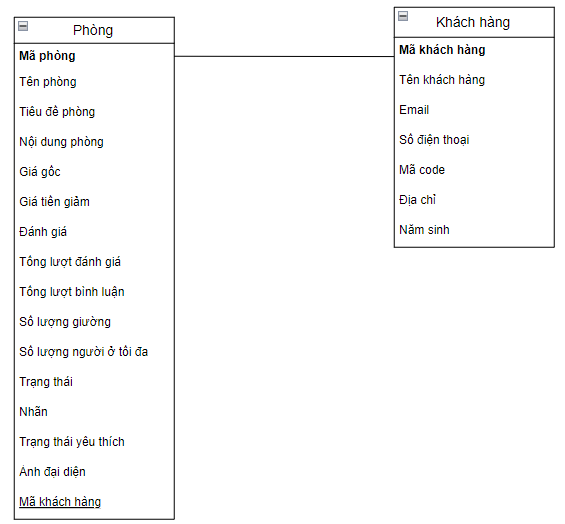 Phòng
Mã phòng
Tên phòng
Tiêu đề phòng
Nội dung phòng
Giá gốc
Giá tiền giảm
Đánh giá
Tổng lượt đánh giá
Tổng lượt bình luận
Số lượng giường
Số lượng người ở tối đa
Trạng thái
Nhãn
Trạng thái yêu thích
Ảnh đại diện
Mã khách hàng
Khách hàng
Mã khách hàng
Tên khách hàng
Email
Số điện thoại
Mã code
Địa chỉ
Năm sinh